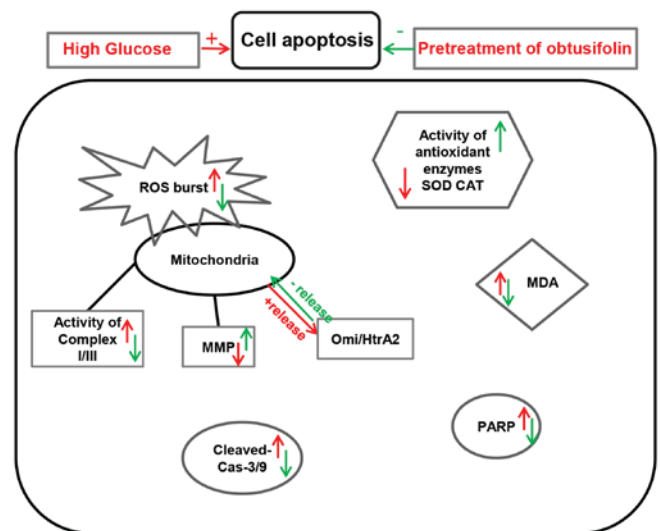 High Glucose
+
Cell apoptosis
-
Pretreatment of obtusifolin
Activity of
antioxidant
enzymes
SOD CAT
ROS burst
Mitochondria
MDA
- release
+release
Activity of
Complex
I/III
MMP
Omi/HtrA2
PARP
Cleaved-
Cas-3/9